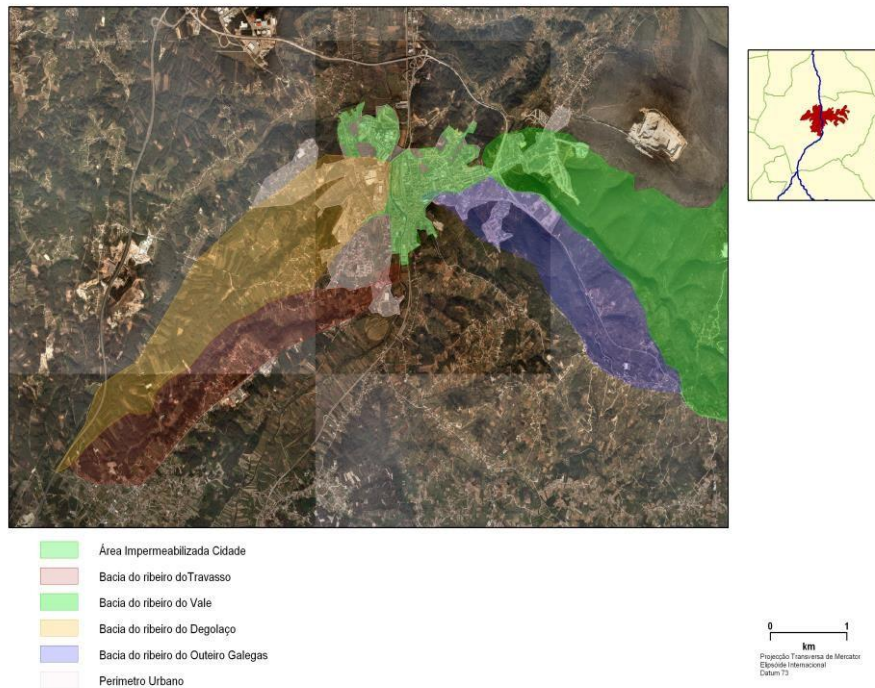 Área Impermeabilizada Cidade
Bacia do ribeiro doTravasso
Bacia do ribeiro do Vale
Bacia do ribeiro do Degolaço
Bacia do ribeiro do Outeiro Galegas
Perimetro Urbano
0 1
km
Projecção Transversa de Mercator
Elipsóide Internacional
Datum 73